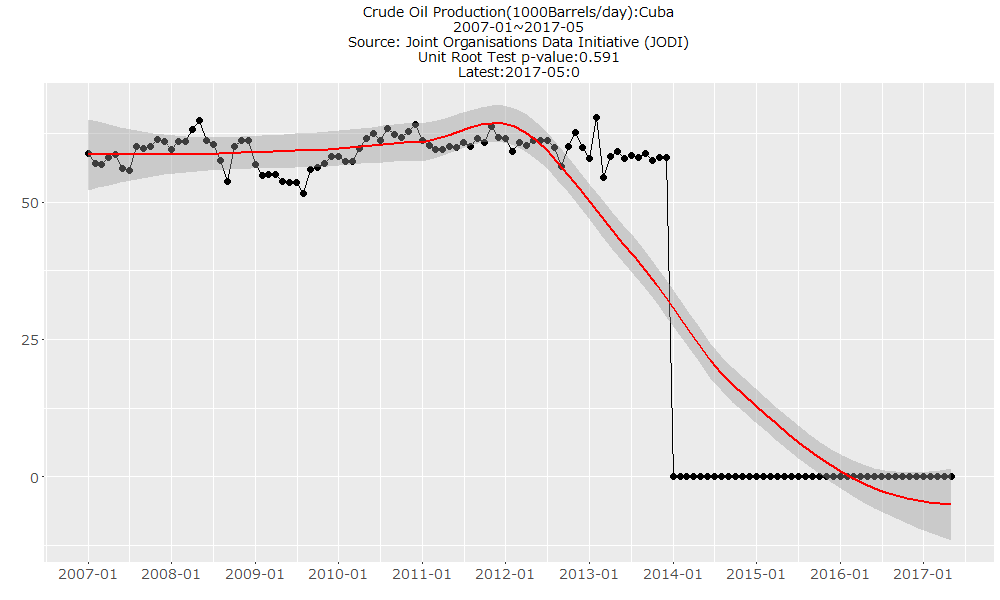 Crude Oil Production(1000Barrels/day):Cuba
2007-01~2017-05
Source: Joint Organisations Data Initiative (JODI)
Unit Root Test p-value:0.591
Latest:2017-05:0
50
25
0
2007-01 2008-01 2009-01 2010-01 2011-01 2012-01 2013-01 2014-01 2015-01 2016-01 2017-01